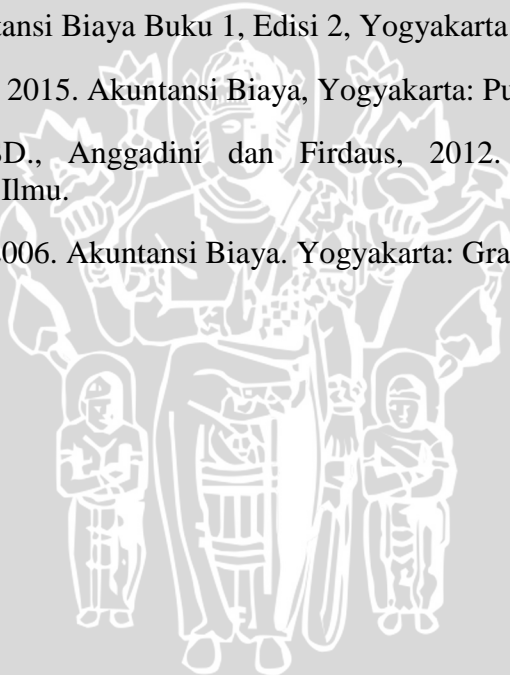 tansi Biaya Buku 1, Edisi 2, Yogyakarta
2015. Akuntansi Biaya, Yogyakarta: Pu
D., Anggadini dan Firdaus, 2012.
Ilmu.
2006. Akuntansi Biaya. Yogyakarta: Gra